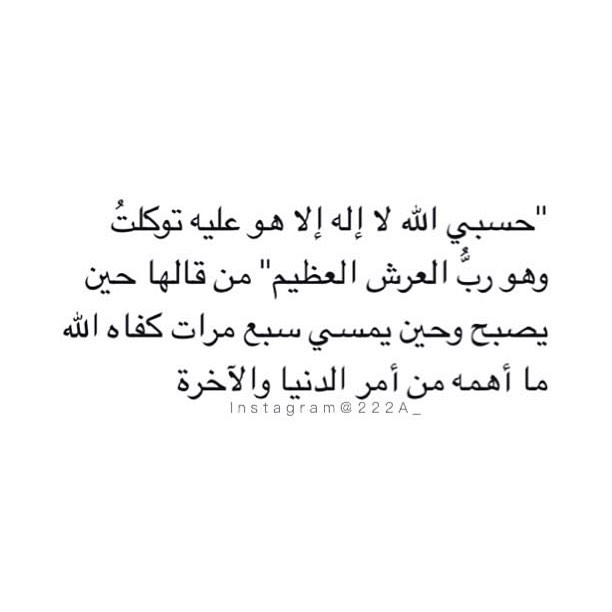 "حسبي الله لا إله إلا هو عليه توكلتُ
وهو ربُّ العرش العظيم" من قالها حين
يصبح وحين يمسي سبع مرات كفاه الله
ما أهمه من أمر الدنيا والآخرة
Instagram@222A_